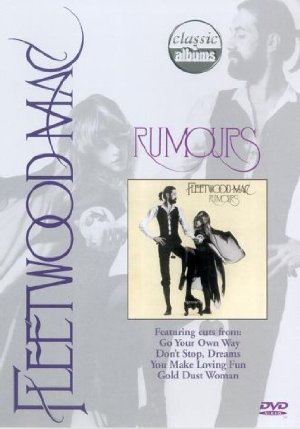 classic
albums
FLEETWOOD MAC
RUMOURS
FLEETWOOD MAC
RUMOURS
Featuring cuts from:
Go Your Own Way
Don't Stop, Dreams
You Make Loving Fun
Gold Dust Woman
DVD
VIDEO